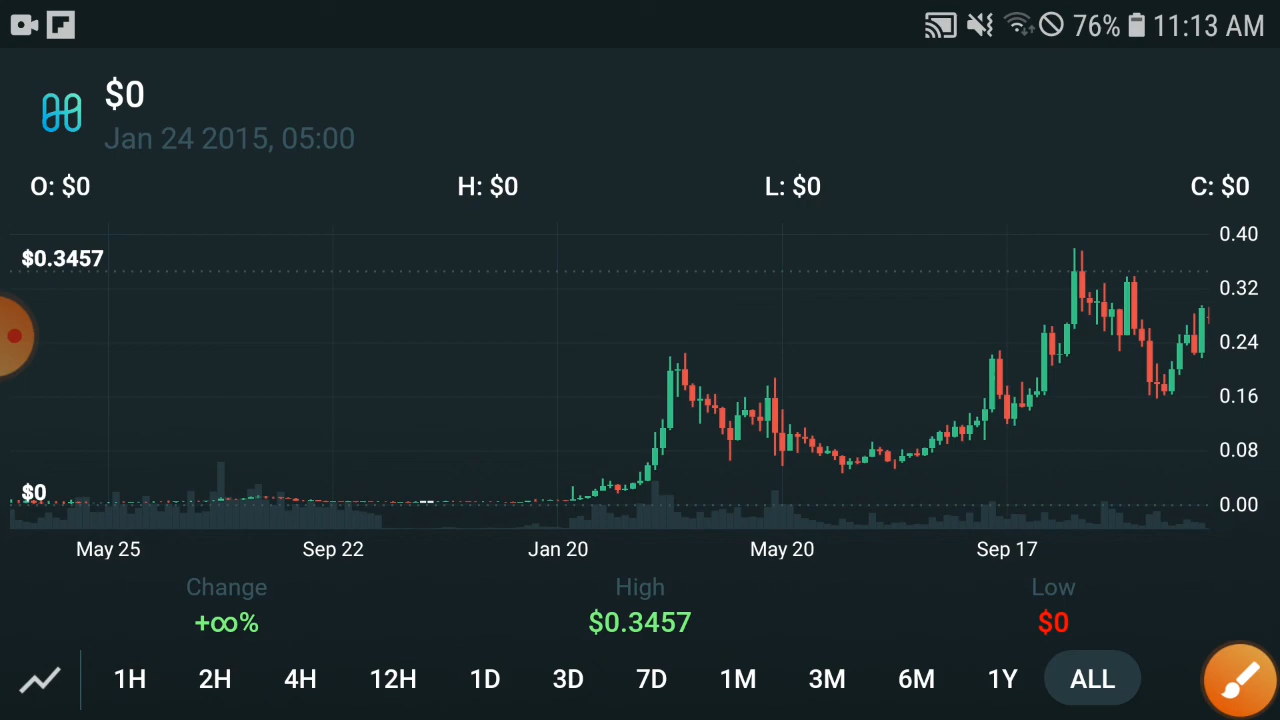 76% 11:13 AM
$0
Jan 24 2015, 05:00
O: $0 H: $0 L: $0 C: $0
0.40
$0.3457
0.32
0.24
0.16
0.08
$0
0.00
May 25 Sep 22 Jan 20 May 20 Sep 17
Change High Low
+∞% $0.3457 $0
1H 2H 4H 12H 1D 3D 7D 1M 3M 6M 1Y ALL